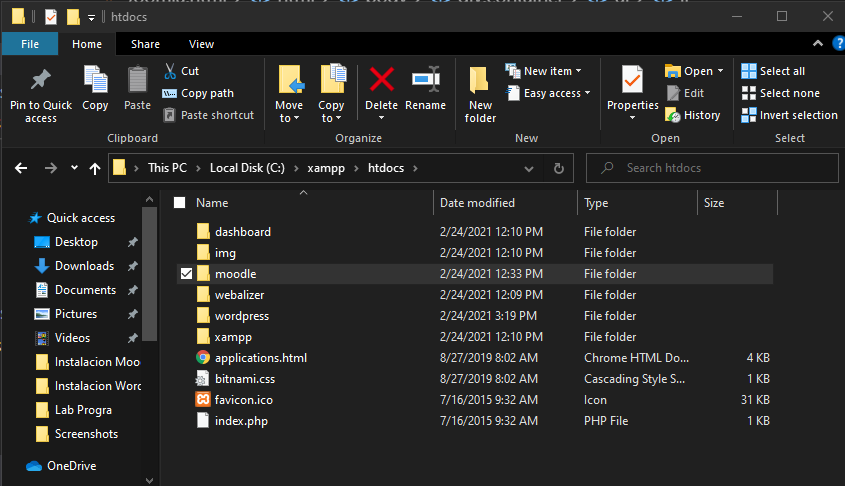 htdocs
File Home Share View
Pin to Quick access
Copy
Paste
Cut
Copy path
Paste shortcut
Clipboard
Move to
Copy to
Delete
Rename
Organize
New folder
New item
Easy access
New
Properties
Open
Edit
History
Open
Select all
Select none
Invert selection
Select
This PC > Local Disk (C:) > xampp > htdocs >
Search htdocs
Quick access
Desktop
Downloads
Documents
Pictures
Videos
Instalacion Moo
Instalacion Worc
Lab Progra
Screenshots
OneDrive
Name Date modified Type Size
dashboard 2/24/2021 12:10 PM File folder
img 2/24/2021 12:10 PM File folder
moodle 2/24/2021 12:33 PM File folder
webalizer 2/24/2021 12:09 PM File folder
wordpress 2/24/2021 3:19 PM File folder
xampp 2/24/2021 12:10 PM File folder
applications.html 8/27/2019 8:02 AM Chrome HTML Do... 4 KB
bitnami.css 8/27/2019 8:02 AM Cascading Style S... 1 KB
favicon.ico 7/16/2015 9:32 AM Icon 31 KB
index.php 7/16/2015 9:32 AM PHP File 1 KB